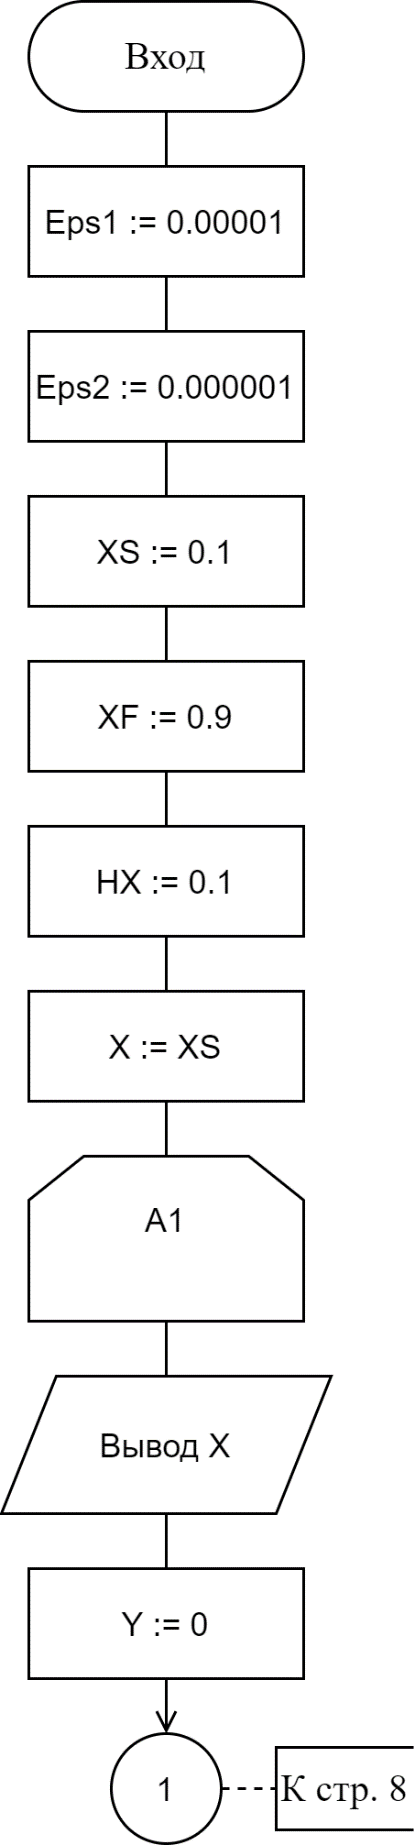 Вход
Eps1 := 0.00001
Eps2 := 0.000001
XS := 0.1
XF := 0.9
HX := 0.1
X := XS
A1
Вывод X
Y := 0
1
К стр. 8